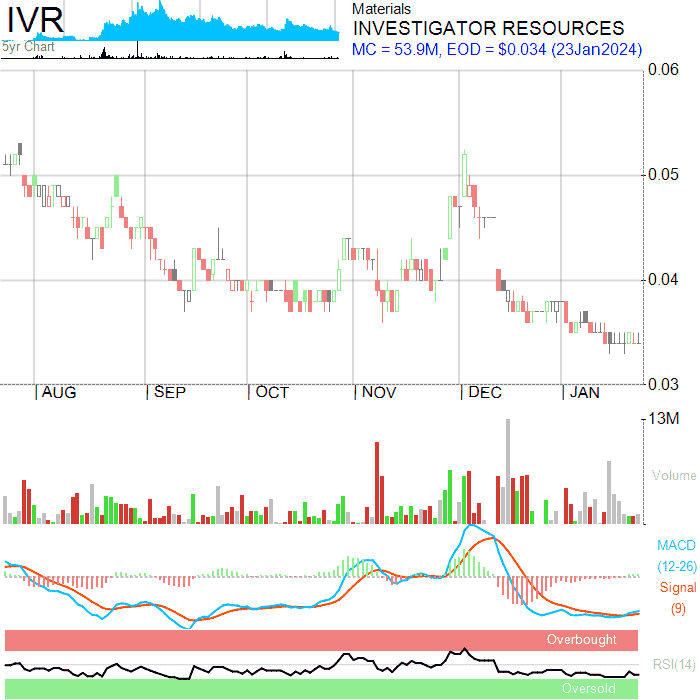 IVR
5yr Chart
Materials
INVESTIGATOR RESOURCES
MC = 53.9M, EOD = $0.034 (23Jan2024)
0.06
0.05
0.04
0.03
AUG SEP OCT NOV DEC JAN
13M
Volume
MACD
(12-26)
Signal
(9)
Overbought
RSI(14)
Oversold